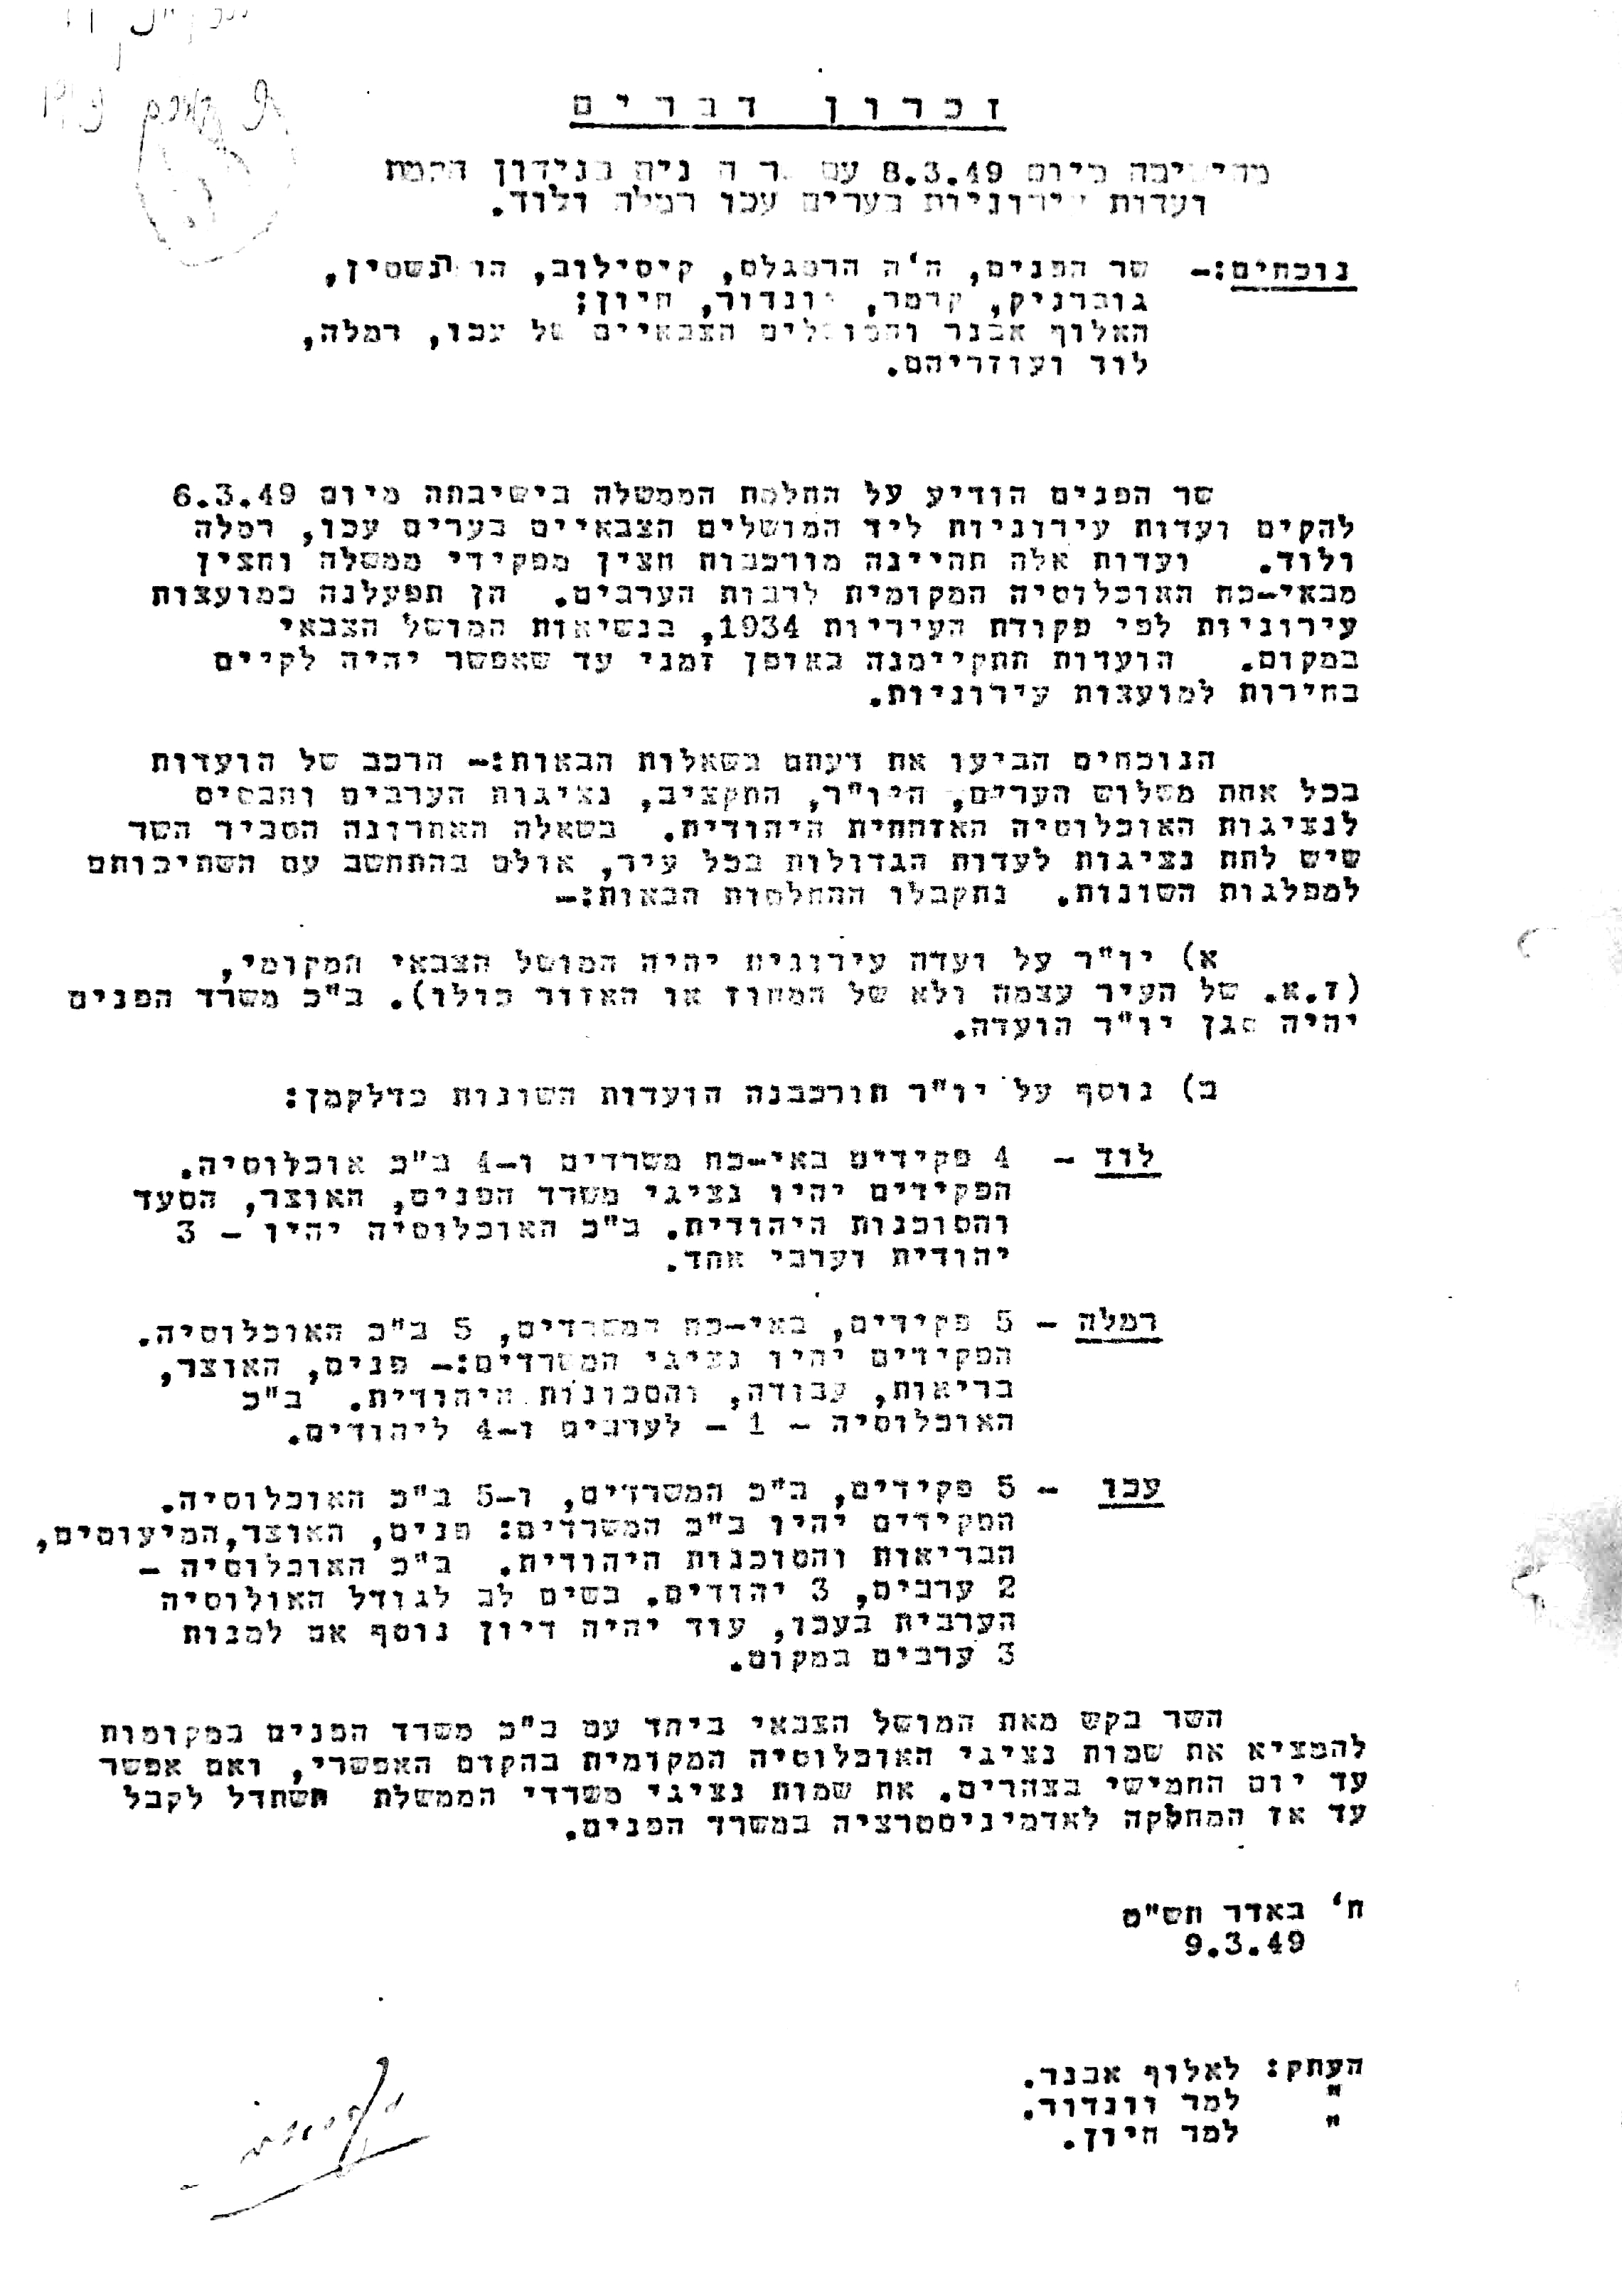 זכרון דברים
מהישיבה מיום 8.3.49 עם בנידון הקמת
ועדות עירוניות בערים עכו רמלה ולוד.
נוכחים:- שר הפנים, ה'ה הרמגלס, קיסילוב,
גוברניק, קרמר, וונדור, חיון;
האלוף אבנר והמושלים הצבאיים של עכו, רמלה,
לוד ועוזריהם.
שר הפנים הודיע על החלטת הממשלה בישיבתה מיום 6.3.49
להקים ועדות עירוניות ליד המושלים הצבאיים בערים עכו, רמלה
ולוד. ועדות אלה תהיינה מורכבות חצין מפקידי ממשלה וחצין
מבאי-כח האוכלוסיה המקומית לרבות הערבים. הן תפעלנה כמועצות
עירוניות לפי פקודת העיריות 1934, בנשיאות המושל הצבאי
במקום. הועדות תתקיימנה באופן זמני עד שאפשר יהיה לקיים
בחירות למועצות עירוניות.
הנוכחים הביעו את דעתם בשאלות הבאות:- הרכב של הועדות
בכל אחת משלוש הערים, היו"ר, התקציב, נציגות הערבים והבסיס
לנציגות האוכלוסיה האזרחית היהודית. בשאלה האחרונה הסביר השר
שיש לתת נציגות לעדות הגדולות בכל עיר, אולם בהתחשב עם השתיכותם
למפלגות השונות. נתקבלו ההחלטות הבאות:-
א) יו"ר על ועדה עירונית יהיה המושל הצבאי המקומי,
(ז.א. של העיר עצמה ולא של המחוז או האזור כולו). ב"כ משרד הפנים
יהיה סגן יו"ר הועדה.
ב) נוסף על יו"ר תורכבנה הועדות השונות כדלקמן:
לוד - 4 פקידים באי-כח משרדים ו-4 ב"כ אוכלוסיה.
הפקידים יהיו נציגי משרד הפנים, האוצר, הסעד
והסוכנות היהודית. ב"כ האוכלוסיה יהיו - 3
יהודית וערבי אחד.
רמלה - 5 פקידים, באי-כח המשרדים, 5 ב"כ האוכלוסיה.
הפקידים יהיו נציגי המשרדים:- פנים, האוצר,
בריאות, עבודה, והסכונות היהודית. ב"כ
האוכלוסיה - 1 - לערבים ו-4 ליהודים.
עכו - 5 פקידים, ב"כ המשרדים, ו-5 ב"כ האוכלוסיה.
הפקידים יהיו ב"כ המשרדים: פנים, האוצר,המיעוטים,
הבריאות והסוכנות היהודית. ב"כ האוכלוסיה -
2 ערבים, 3 יהודים. בשים לב לגודל האולוסיה
הערבית בעכו, עוד יהיה דיון נוסף אם למנות
3 ערבים במקום.
השר בקש מאת המושל הצבאי ביחד עם ב"כ משרד הפנים במקומות
להמציא את שמות נציגי האוכלוסיה המקומית בהקדם האפשרי, ואם אפשר
עד יום החמישי בצהרים. את שמות נציגי משרדי הממשלת תשתדל לקבל
עד אז המחלקה לאדמיניסטרציה במשרד הפנים.
ח' באדר תש"ט
9.3.49
העתק: לאלוף אבנר.
" למר וונדור.
" למר חיון.